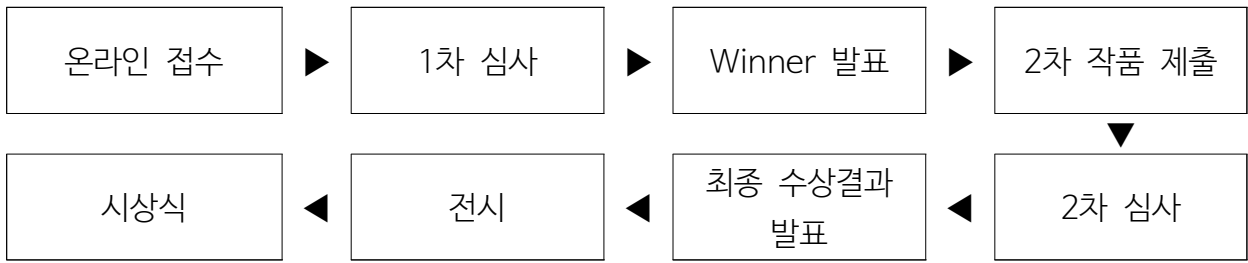 온라인 접수 ▶ 1차 심사 ▶ Winner 발표 ▶ 2차 작품 제출
▼
시상식 ◀ 전시 ◀ 최종 수상결과
발표 ◀ 2차 심사